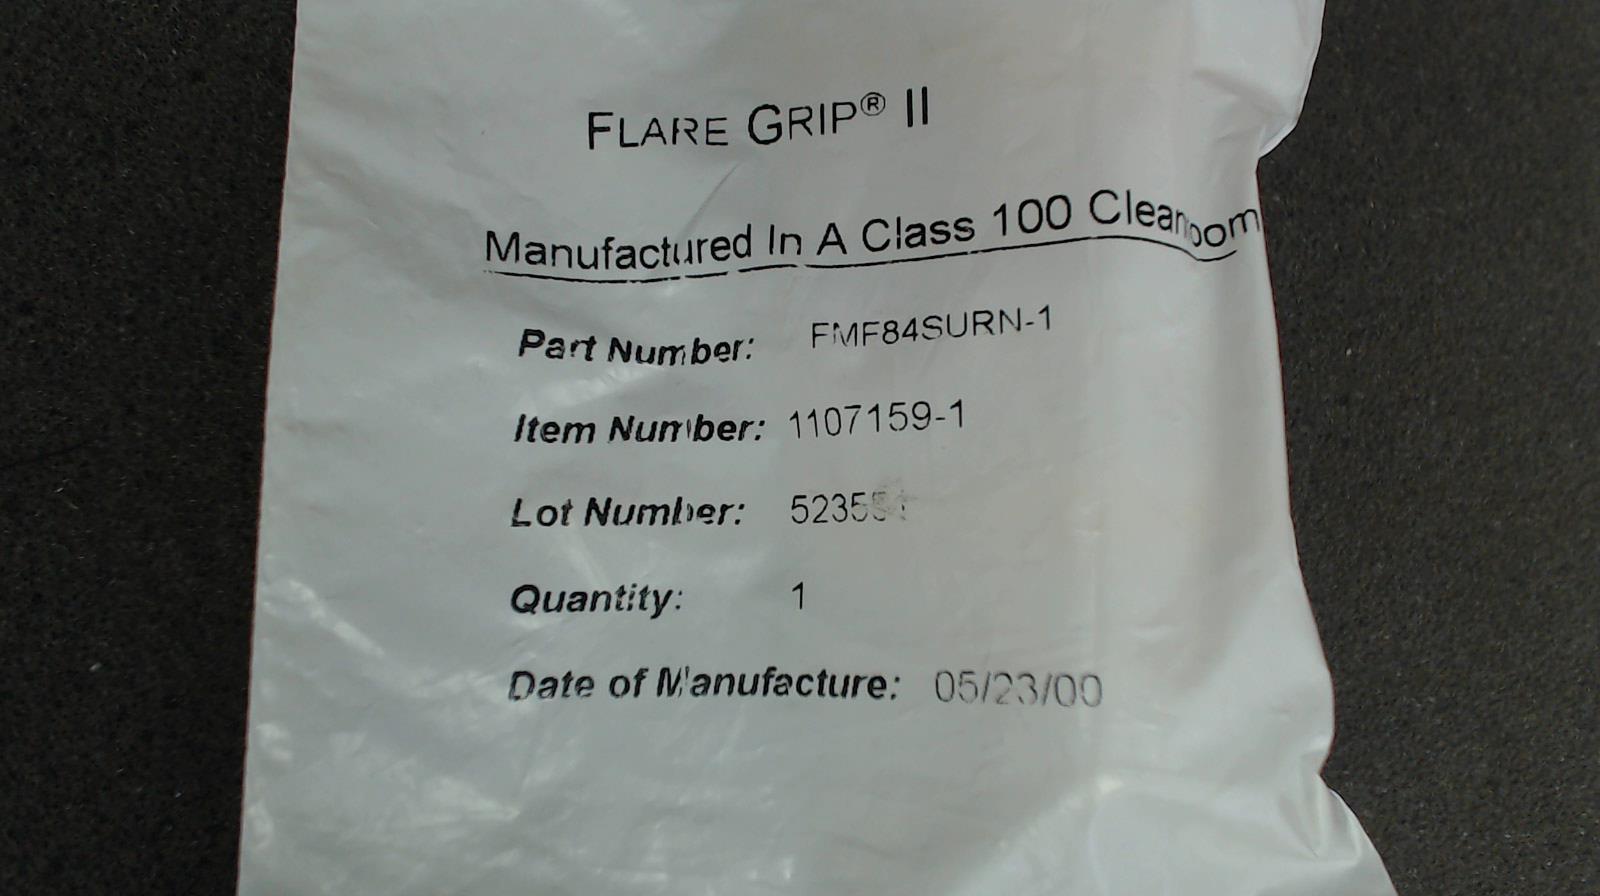 FLARE GRIP® II
Manufactured In A Class 100 Cleanroom
Part Number: FMF84SURN-1
Item Number: 1107159-1
Lot Number:
Quantity: 1
Date of Manufacture: 05/23/00